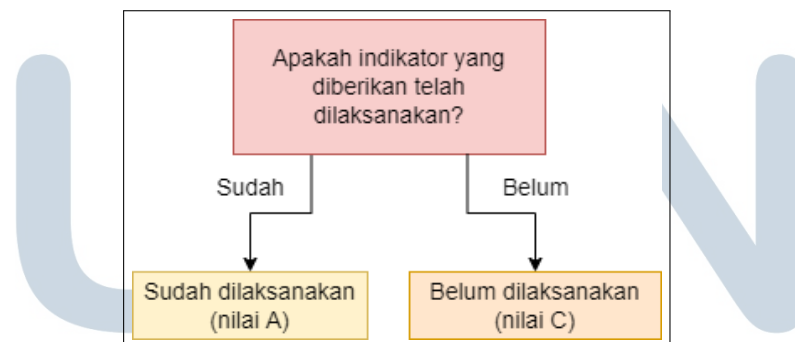 Apakah indikator yang
diberikan telah
dilaksanakan?
Sudah
Belum
Sudah dilaksanakan
(nilai A)
Belum dilaksanakan
(nilai C)